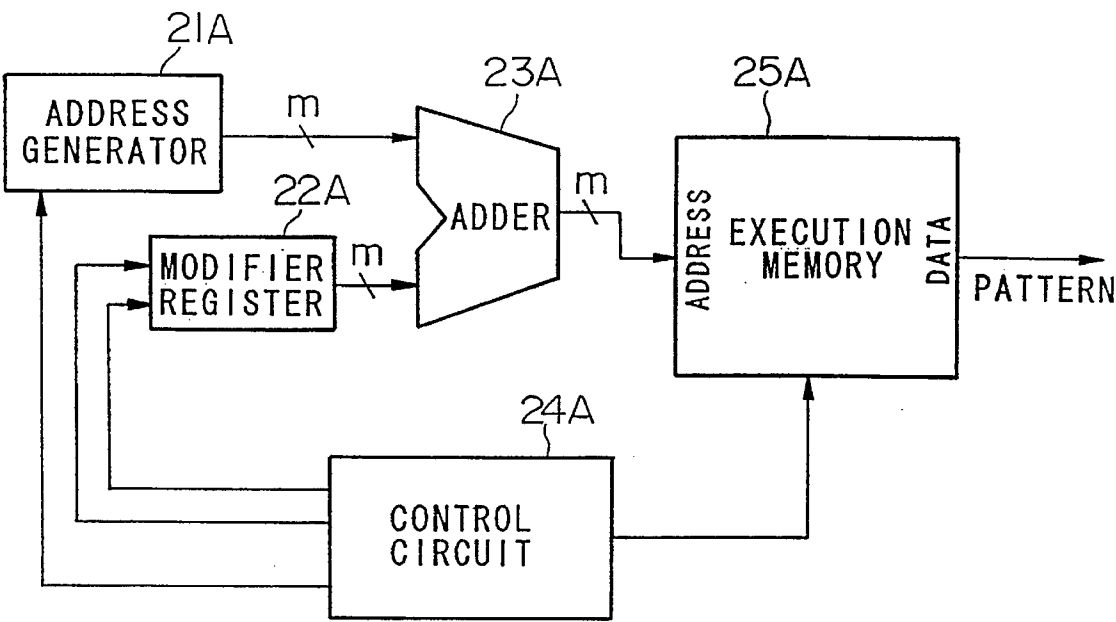 21A
ADDRESS
GENERATOR
m
23A
25A
22A
MODIFIER
REGISTER
m
ADDER
m
ADDRESS
EXECUTION
MEMORY
DATA
PATTERN
24A
CONTROL
CIRCUIT